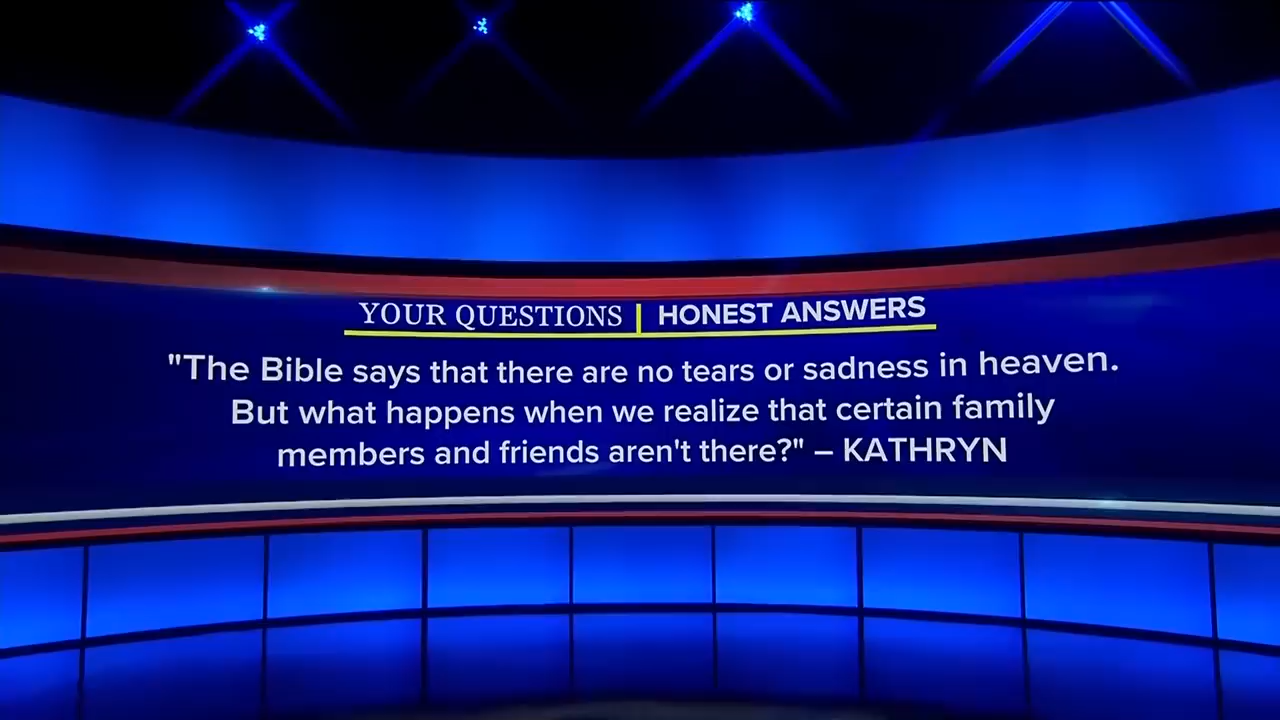 YOUR QUESTIONS | HONEST ANSWERS
"The Bible says that there are no tears or sadness in heaven.
But what happens when we realize that certain family
members and friends aren't there?" – KATHRYN